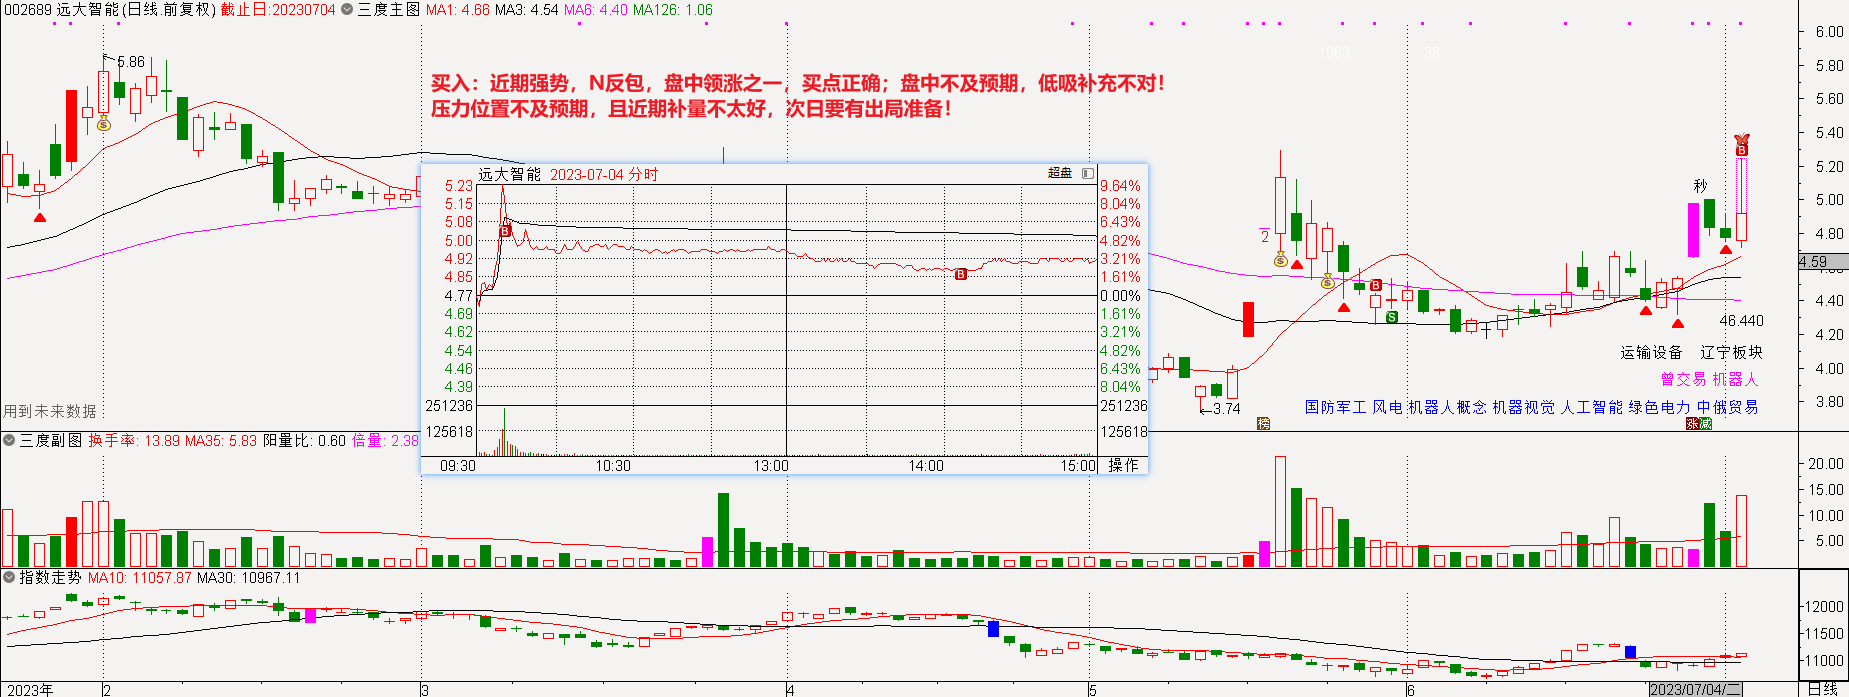 002689 远大智能(日线.前复权) 截止日:20230704 三度主图 MA1: 4.66 MA3: 4.54 MA6: 4.40 MA126: 1.06
5.86
1963 38
买入：近期强势，N反包，盘中领涨之一，买点正确；盘中不及预期，低吸补充不对！
压力位置不及预期，且近期补量不太好，次日要有出局准备！
6.00
5.80
5.60
5.40
5.20
5.00
4.80
4.59
4.40
4.20
4.00
3.80
远大智能 2023-07-04 分时 超盘
5.23 9.64%
5.15 8.04%
5.08 6.43%
5.00 4.82%
4.92 3.21%
4.85 1.61%
4.77 0.00%
4.69 1.61%
4.62 3.21%
4.54 4.82%
4.46 6.43%
4.39 8.04%
251236 251236
125618 125618
09:30 10:30 13:00 14:00 15:00 操作
B
B
2
B
S
秒
B
46.440
运输设备 辽宁板块
曾交易 机器人
←3.74
国防军工 风电 机器人概念 机器视觉 人工智能 绿色电力 中俄贸易
榜
涨 减
用到未来数据
三度副图 换手率: 13.89 MA35: 5.83 阳量比: 0.60 倍量: 2.38
20.00
15.00
10.00
5.00
指数走势 MA10: 11057.87 MA30: 10967.11
12000
11500
11000
2023年 2 3 4 5 6 2023/07/04/二 日线